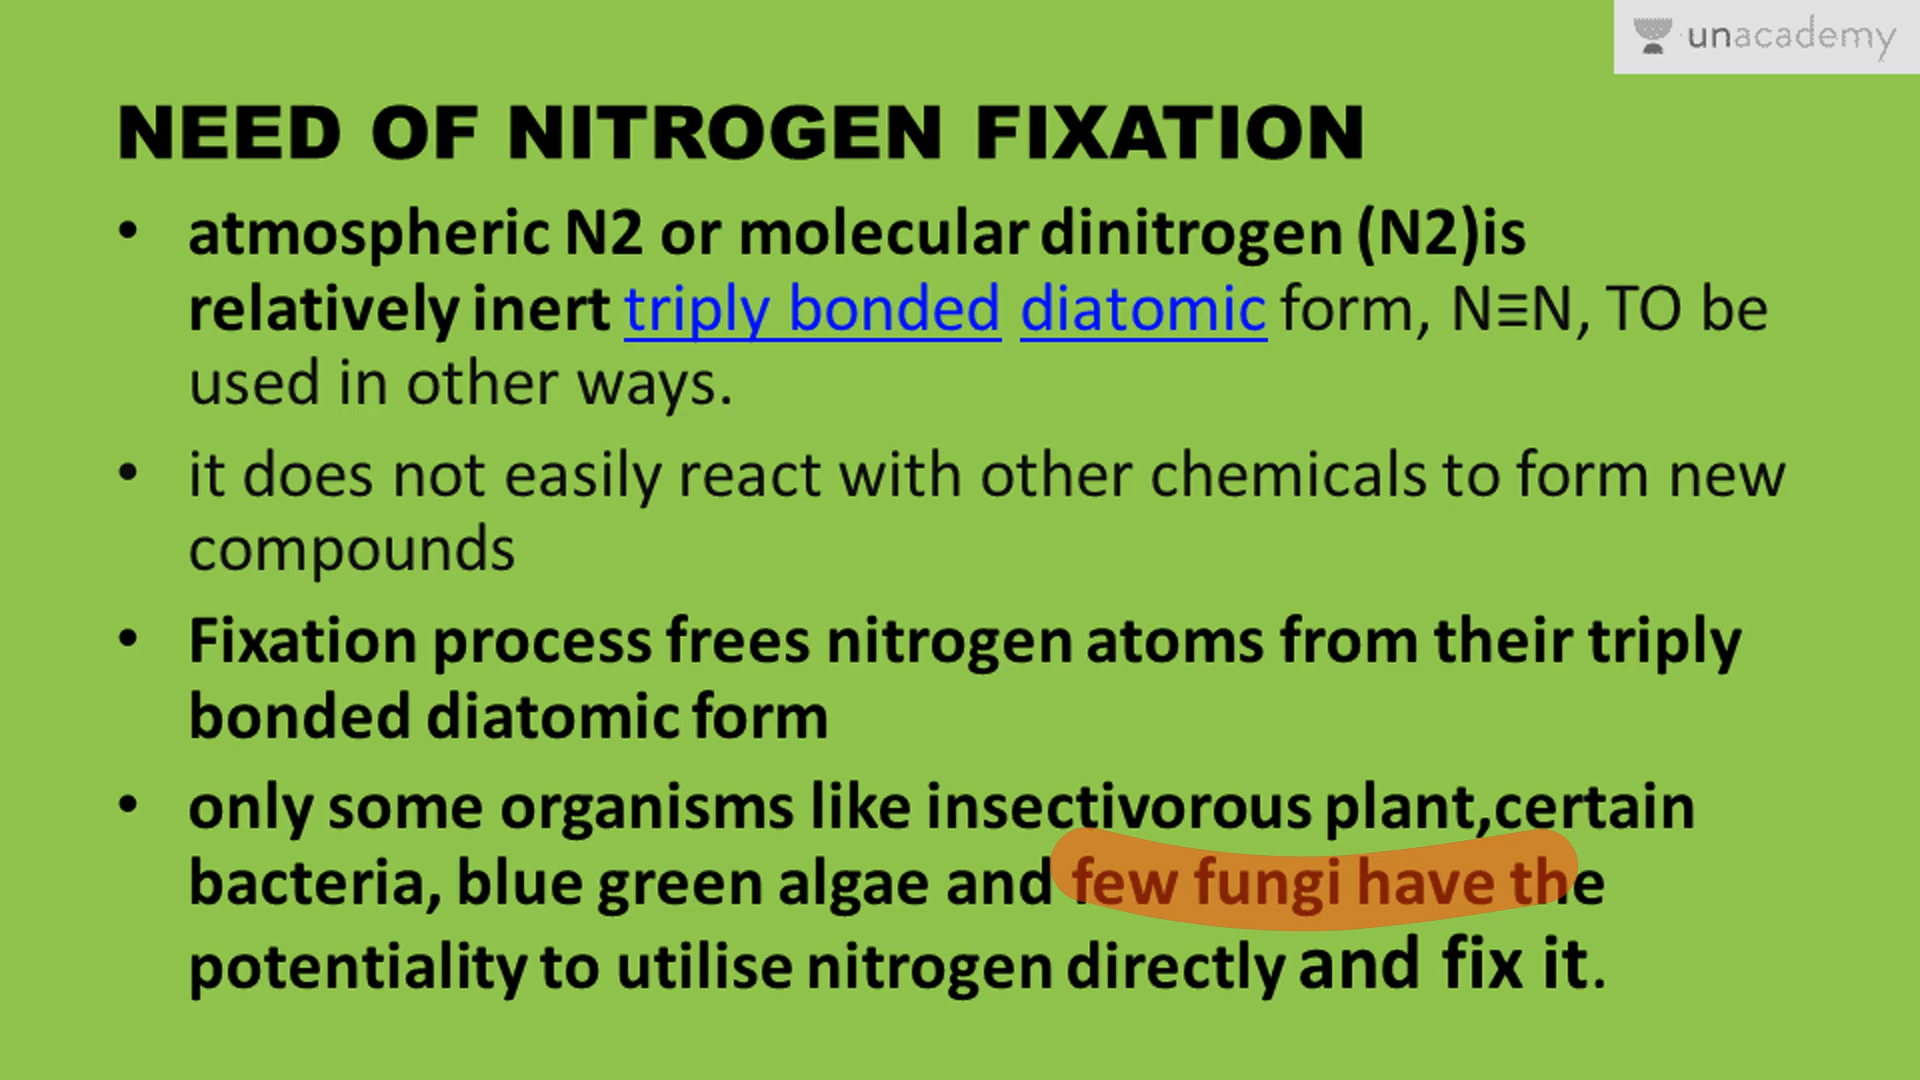 unacademy
NEED OF NITROGEN FIXATION
• atmospheric N2 or molecular dinitrogen (N2)is
relatively inert triply bonded diatomic form, N≡N, TO be
used in other ways.
• it does not easily react with other chemicals to form new
compounds
• Fixation process frees nitrogen atoms from their triply
bonded diatomic form
• only some organisms like insectivorous plant,certain
bacteria, blue green algae and few fungi have the
potentiality to utilise nitrogen directly and fix it.